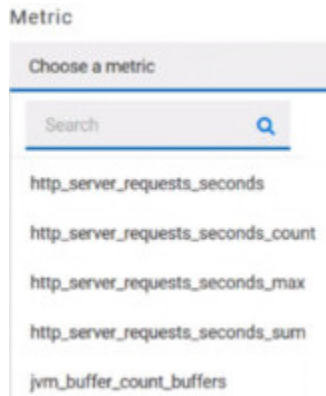 Metric
Choose a metric
Search
http_server_requests_seconds
http_server_requests_seconds_count
http_server_requests_seconds_max
http_server_requests_seconds_sum
jvm_buffer_count_buffers